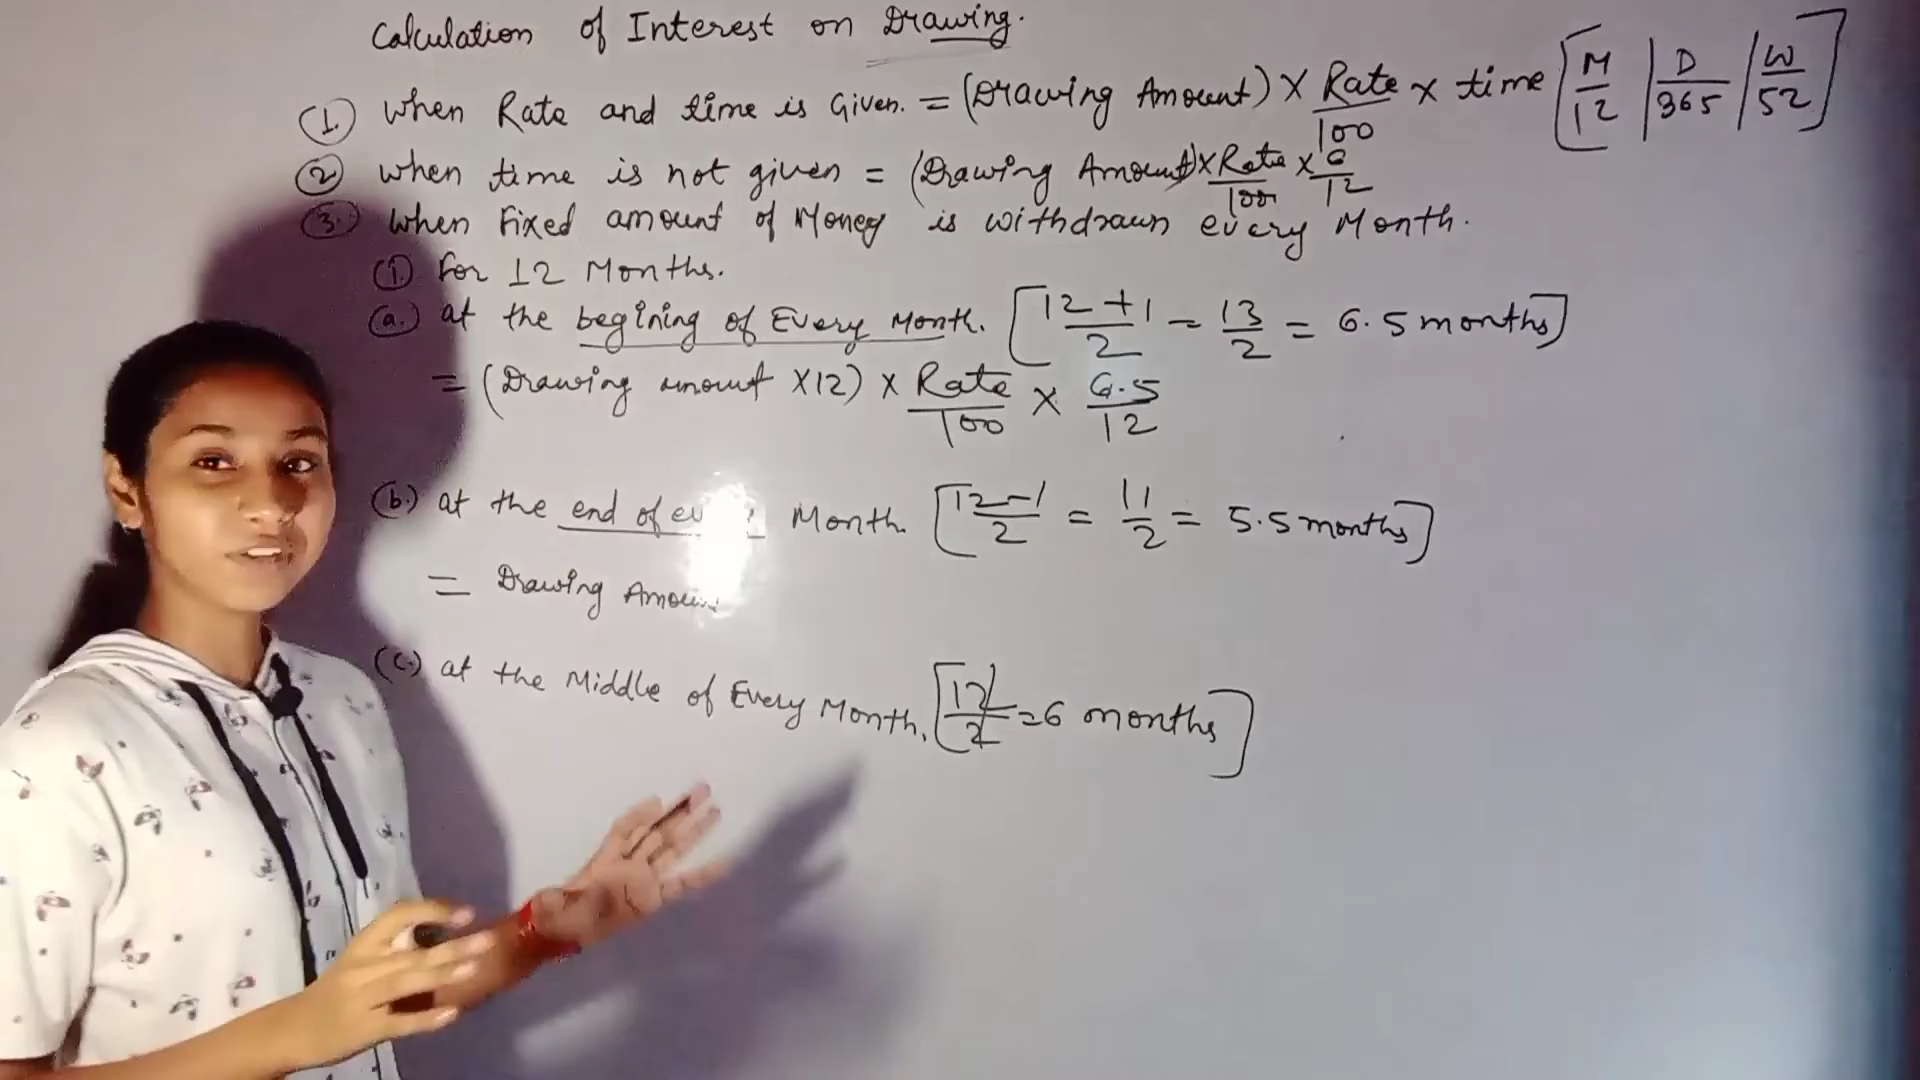 Calculation of Interest on Drawing.
(1.) when Rate and time is Given. = (Drawing Amount) × Rate/100 × time [M/12 | D/365 | W/52]
(2) when time is not given = (Drawing Amount) × Rate/100 × 6/12
(3.) when Fixed amount of Money is withdrawn every Month.
(i) For 12 Months.
(a.) at the begining of Every Month. [12+1/2 = 13/2 = 6.5 months]
= (Drawing amount ×12) × Rate/100 × 6.5/12
(b.) at the end of Month. [12-1/2 = 11/2 = 5.5 months]
= Drawing Amoun
(c.) at the Middle of Every Month. [12/2 = 6 months]